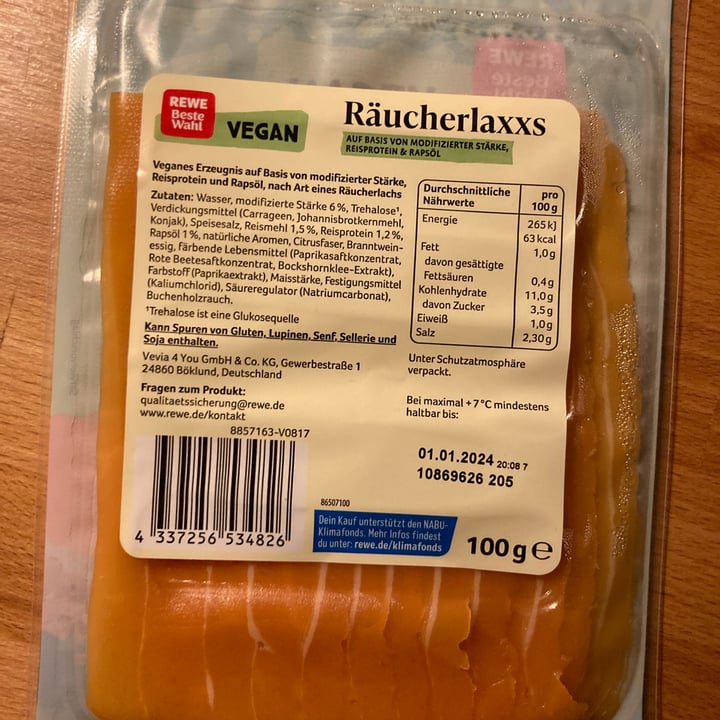 REWE
Beste
Wahl
VEGAN
Räucherlaxxs
AUF BASIS VON MODIFIZIERTER STÄRKE,
REISPROTEIN & RAPSÖL
Veganes Erzeugnis auf Basis von modifizierter Stärke,
Reisprotein und Rapsöl, nach Art eines Räucherlachs
Zutaten: Wasser, modifizierte Stärke 6 %, Trehalose¹,
Verdickungsmittel (Carrageen, Johannisbrotkernmehl,
Konjak), Speisesalz, Reismehl 1,5 %, Reisprotein 1,2 %,
Rapsöl 1 %, natürliche Aromen, Citrusfaser, Branntwein-
essig, färbende Lebensmittel (Paprikasaftkonzentrat,
Rote Beetesaftkonzentrat, Bockshornklee-Extrakt),
Farbstoff (Paprikaextrakt), Maisstärke, Festigungsmittel
(Kaliumchlorid), Säureregulator (Natriumcarbonat),
Buchenholzrauch.
¹Trehalose ist eine Glukosequelle
Kann Spuren von Gluten, Lupinen, Senf, Sellerie und
Soja enthalten.
Vevia 4 You GmbH & Co. KG, Gewerbestraße 1
24860 Böklund, Deutschland
Fragen zum Produkt:
qualitaetssicherung@rewe.de
www.rewe.de/kontakt
8857163-V0817
4 337256 534826
Durchschnittliche pro
Nährwerte 100 g
Energie 265 kJ
63 kcal
Fett 1,0 g
davon gesättigte
Fettsäuren 0,4 g
Kohlenhydrate 11,0 g
davon Zucker 3,5 g
Eiweiß 1,0 g
Salz 2,30 g
Unter Schutzatmosphäre
verpackt.
Bei maximal +7 °C mindestens
haltbar bis:
01.01.2024 20:08 7
10869626 205
86507100
Dein Kauf unterstützt den NABU-
Klimafonds. Mehr Infos findest
du unter: rewe.de/klimafonds
100 g e